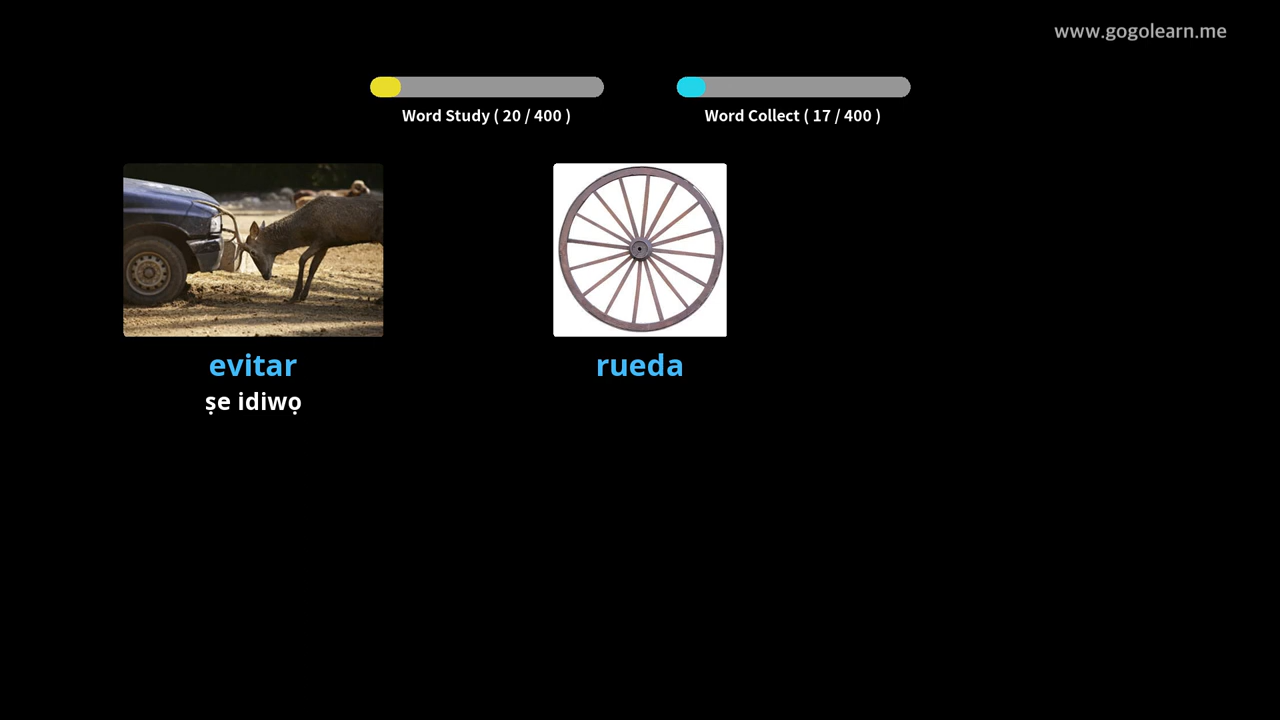 www.gogolearn.me
Word Study ( 20 / 400 )
Word Collect ( 17 / 400 )
evitar
rueda
ṣe idiwọ